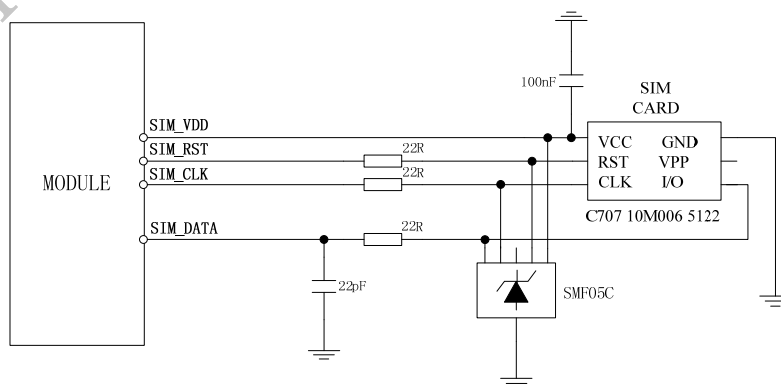 100nF
SIM
CARD
SIM_VDD
SIM_RST
SIM_CLK
SIM_DATA
MODULE
22R
22R
22R
22pF
VCC GND
RST VPP
CLK I/O
C707 10M006 5122
SMF05C